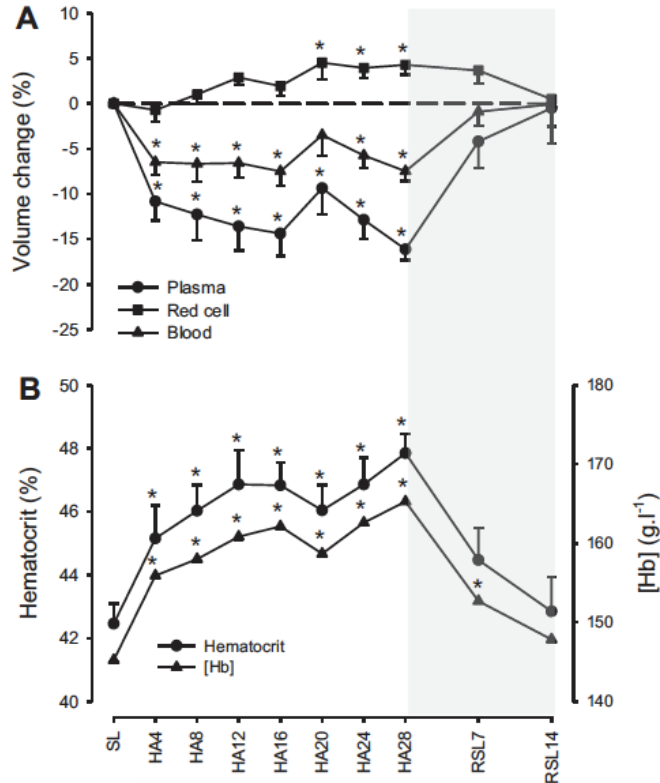 A
Volume change (%)
10
5
0
-5
-10
-15
-20
-25
* * *
* * * * * *
* * * * * * *
Plasma
Red cell
Blood
B
Hematocrit (%)
50
48
46
44
42
40
180
170
160
150
140
[Hb] (g.l-1)
* * * * * * *
* * * * * * *
Hematocrit
[Hb]
SL HA4 HA8 HA12 HA16 HA20 HA24 HA28 RSL7 RSL14